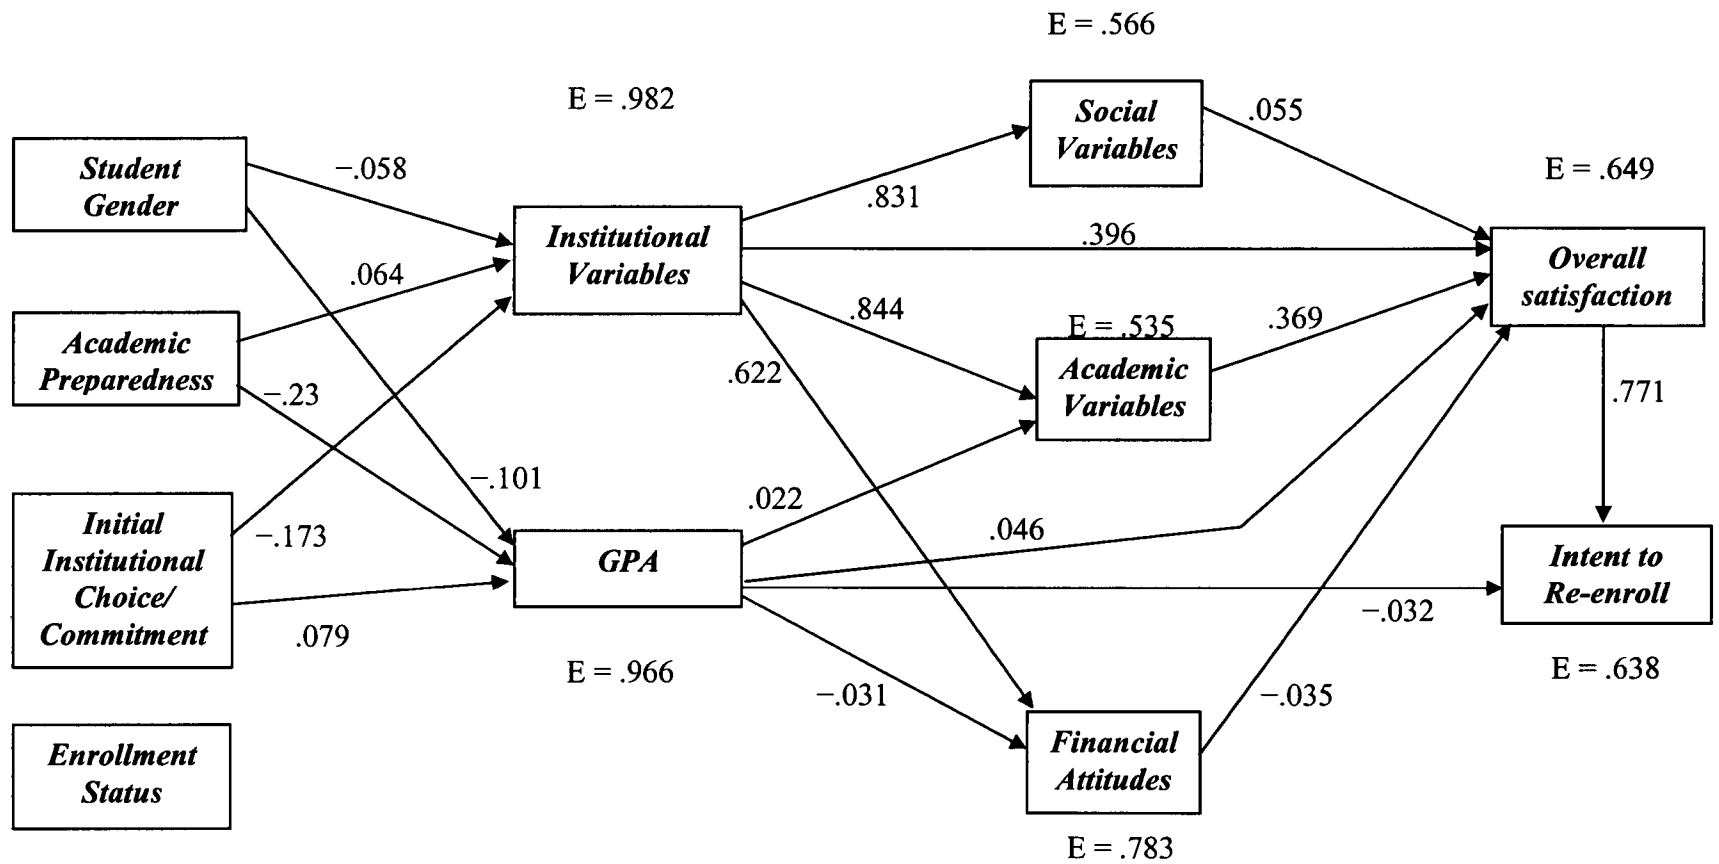 E = .566
E = .982
Social
Variables
.055
Student
Gender
−.058
.831
E = .649
Institutional
Variables
.396
Overall
satisfaction
.064
.844
E = .535
.369
Academic
Preparedness
−.23
.622
Academic
Variables
.771
−.101
Initial
Institutional
Choice/
Commitment
−.173
.022
.046
GPA
Intent to
Re-enroll
−.032
.079
E = .966
−.031
−.035
E = .638
Enrollment
Status
Financial
Attitudes
E = .783